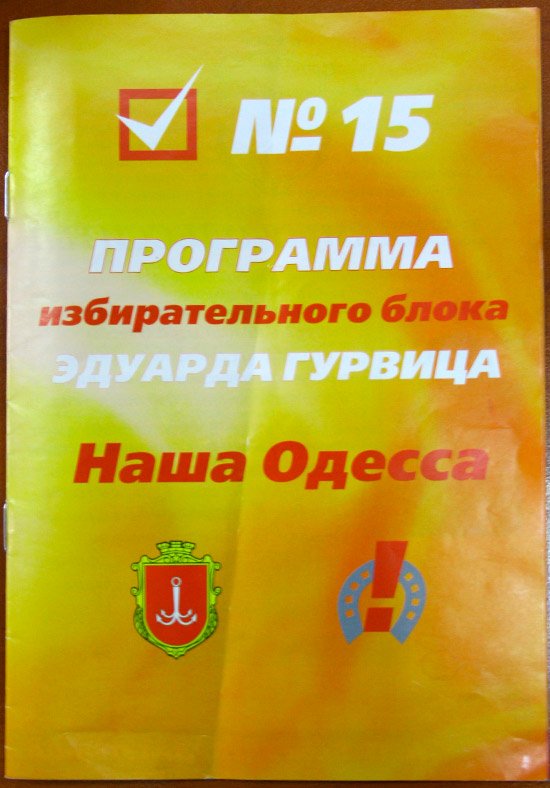 № 15
ПРОГРАММА
избирательного блока
ЭДУАРДА ГУРВИЦА
Наша Одесса
!